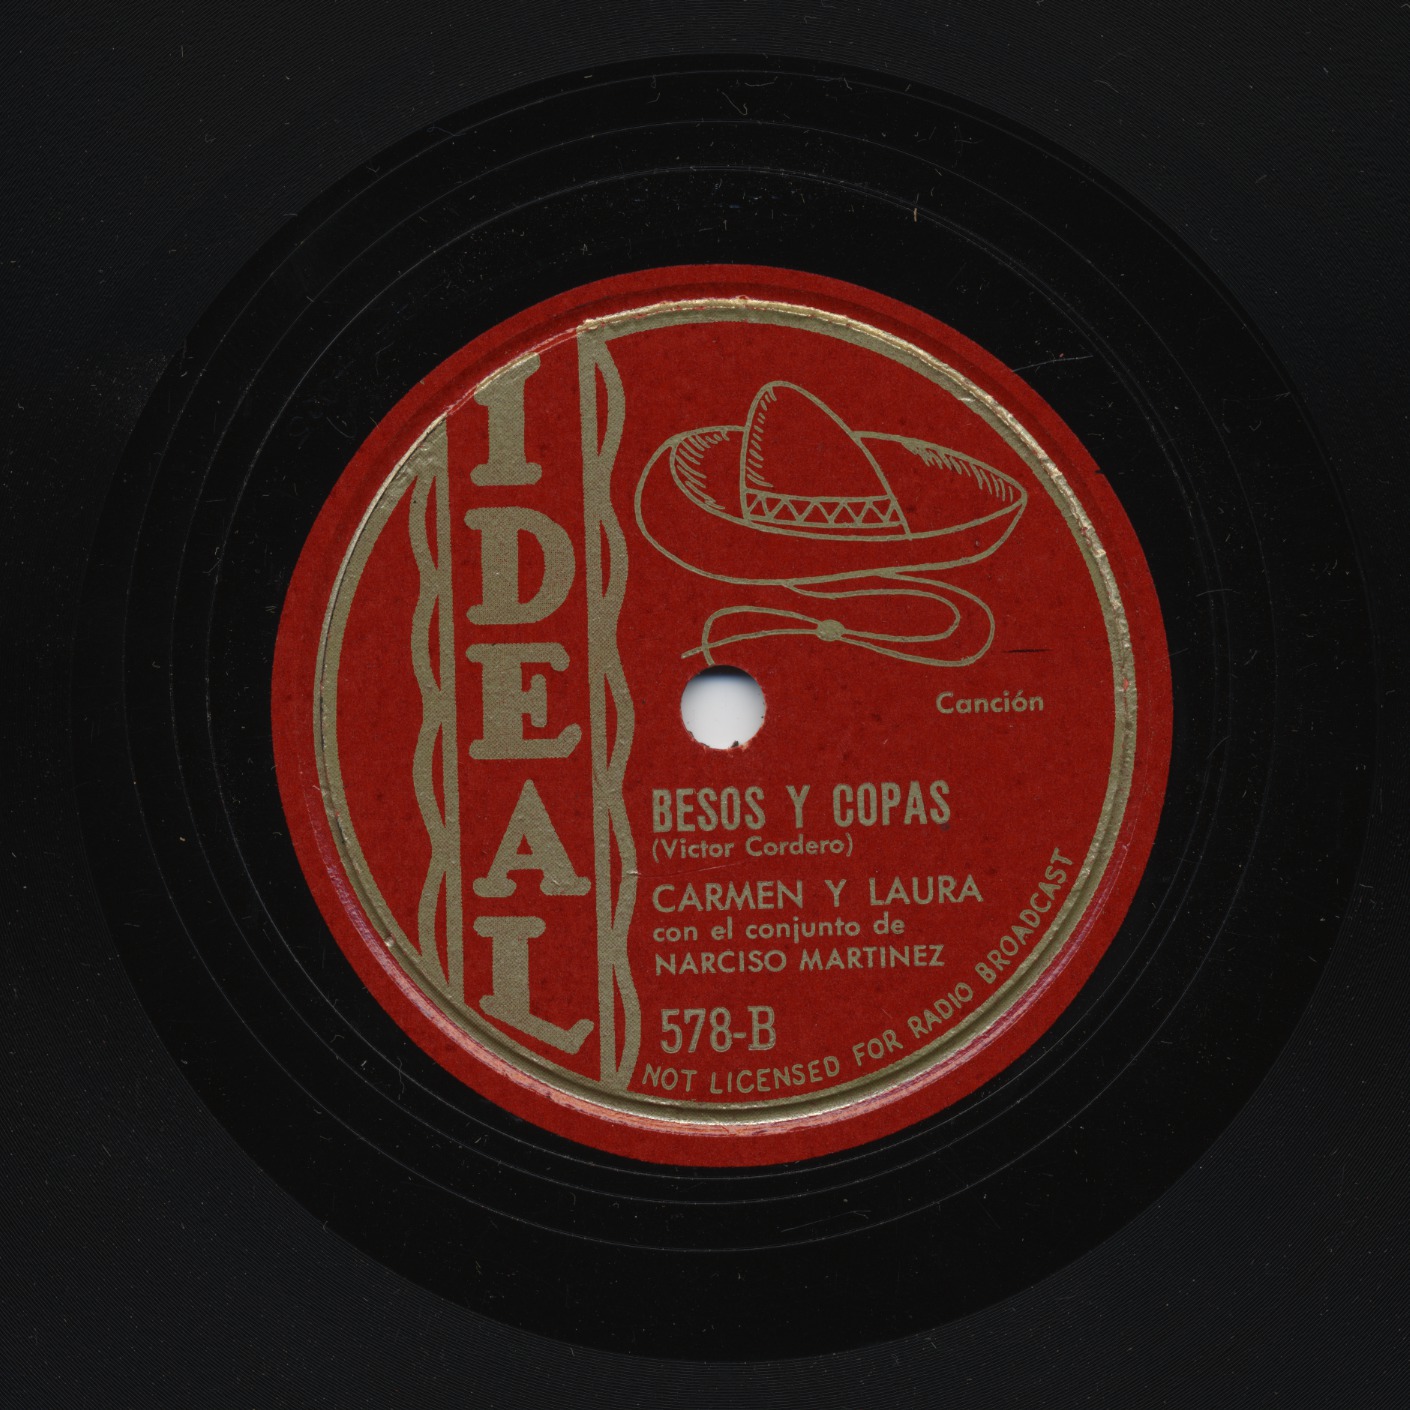 IDEAL
Canción
BESOS Y COPAS
(Victor Cordero)
CARMEN Y LAURA
con el conjunto de
NARCISO MARTINEZ
578-B
NOT LICENSED FOR RADIO BROADCAST